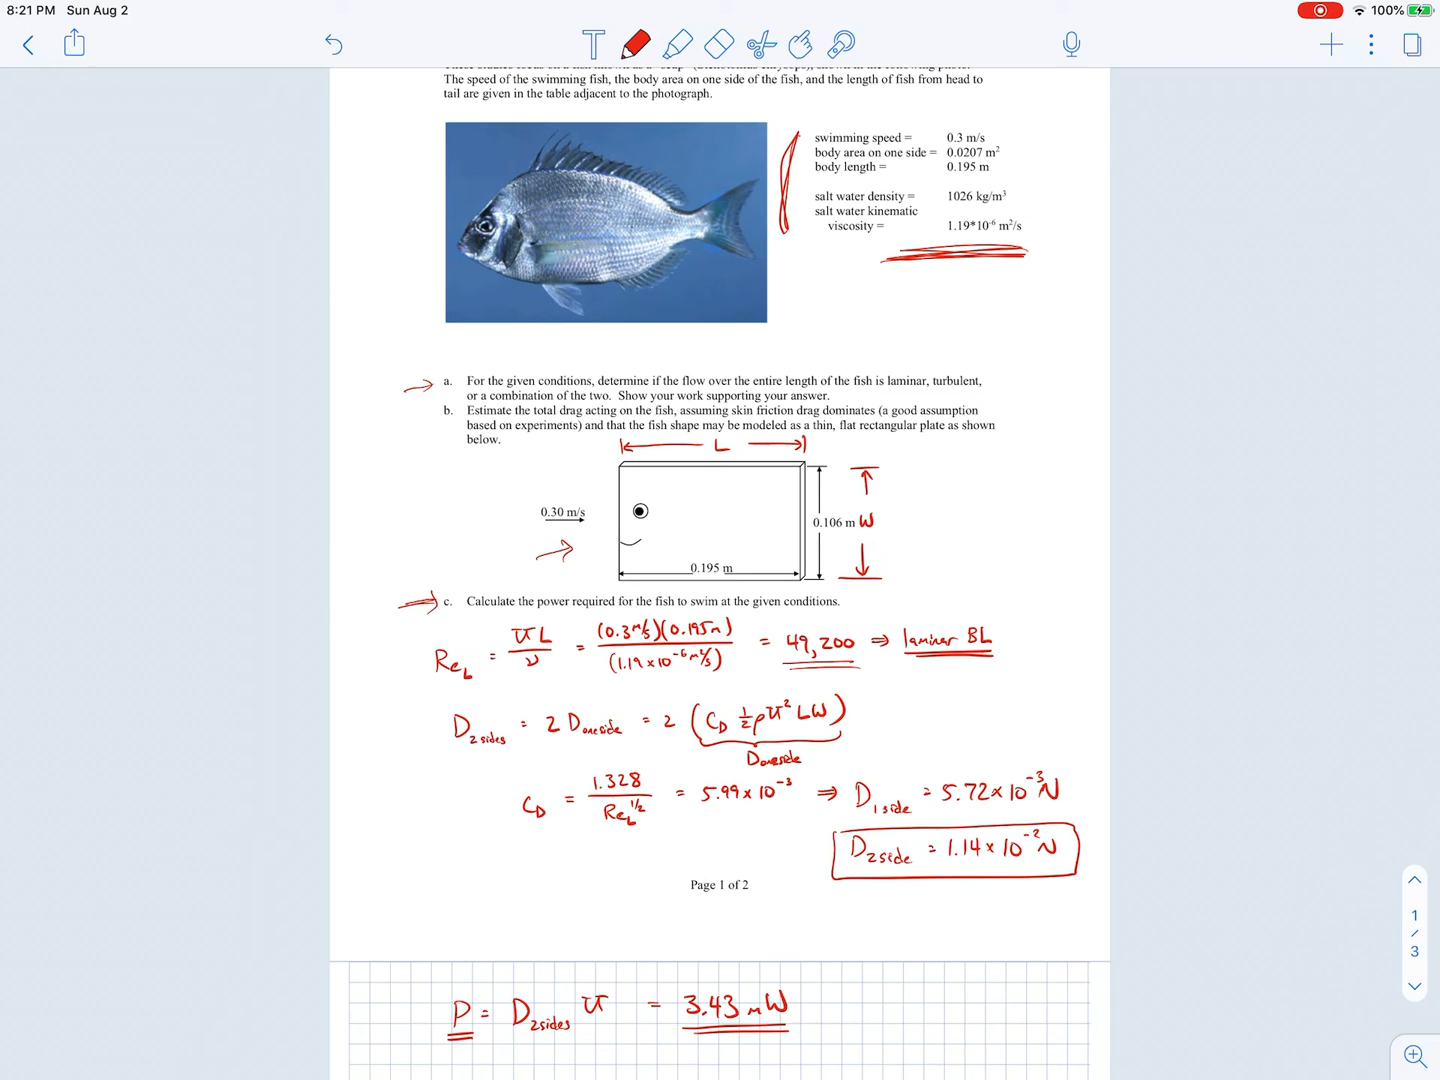 8:21 PM Sun Aug 2
100%
The speed of the swimming fish, the body area on one side of the fish, and the length of fish from head to
tail are given in the table adjacent to the photograph.
swimming speed = 0.3 m/s
body area on one side = 0.0207 m²
body length = 0.195 m
salt water density = 1026 kg/m³
salt water kinematic
viscosity = 1.19*10⁻⁶ m²/s
a. For the given conditions, determine if the flow over the entire length of the fish is laminar, turbulent,
or a combination of the two. Show your work supporting your answer.
b. Estimate the total drag acting on the fish, assuming skin friction drag dominates (a good assumption
based on experiments) and that the fish shape may be modeled as a thin, flat rectangular plate as shown
below.
L
0.30 m/s
0.106 m W
0.195 m
c. Calculate the power required for the fish to swim at the given conditions.
Re_L = UL/ν = (0.3 m/s)(0.195 m)/(1.19 x 10⁻⁶ m²/s) = 49,200 ⇒ laminar BL
D_2 sides = 2 D_one side = 2 (C_D ½ρU² LW)
D_one side
C_D = 1.328/Re_L^1/2 = 5.99 x 10⁻³ ⇒ D_1 side = 5.72 x 10⁻³ N
D_2 side = 1.14 x 10⁻² N
Page 1 of 2
1
/
3
P = D_2 sides U = 3.43 mW